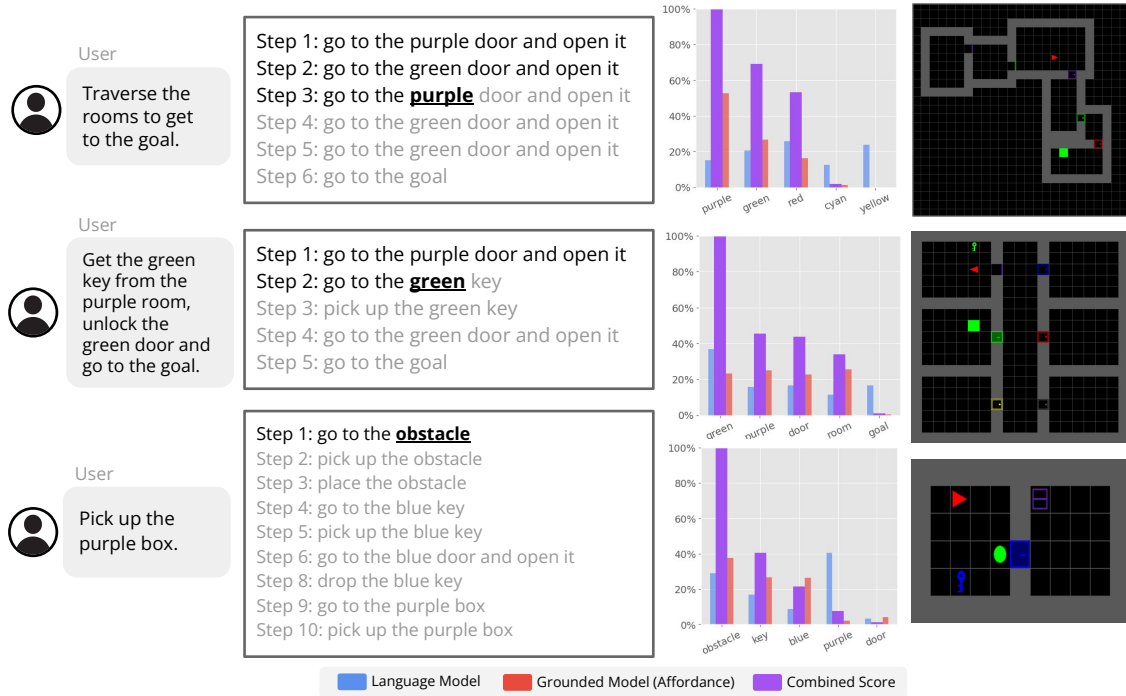 User
Traverse the
rooms to get
to the goal.
Step 1: go to the purple door and open it
Step 2: go to the green door and open it
Step 3: go to the purple door and open it
Step 4: go to the green door and open it
Step 5: go to the green door and open it
Step 6: go to the goal
100%
80%
60%
40%
20%
0%
purple
green
red
cyan
yellow
User
Get the green
key from the
purple room,
unlock the
green door and
go to the goal.
Step 1: go to the purple door and open it
Step 2: go to the green key
Step 3: pick up the green key
Step 4: go to the green door and open it
Step 5: go to the goal
100%
80%
60%
40%
20%
0%
green
purple
door
room
goal
User
Pick up the
purple box.
Step 1: go to the obstacle
Step 2: pick up the obstacle
Step 3: place the obstacle
Step 4: go to the blue key
Step 5: pick up the blue key
Step 6: go to the blue door and open it
Step 8: drop the blue key
Step 9: go to the purple box
Step 10: pick up the purple box
100%
80%
60%
40%
20%
0%
obstacle
key
blue
purple
door
Language Model
Grounded Model (Affordance)
Combined Score